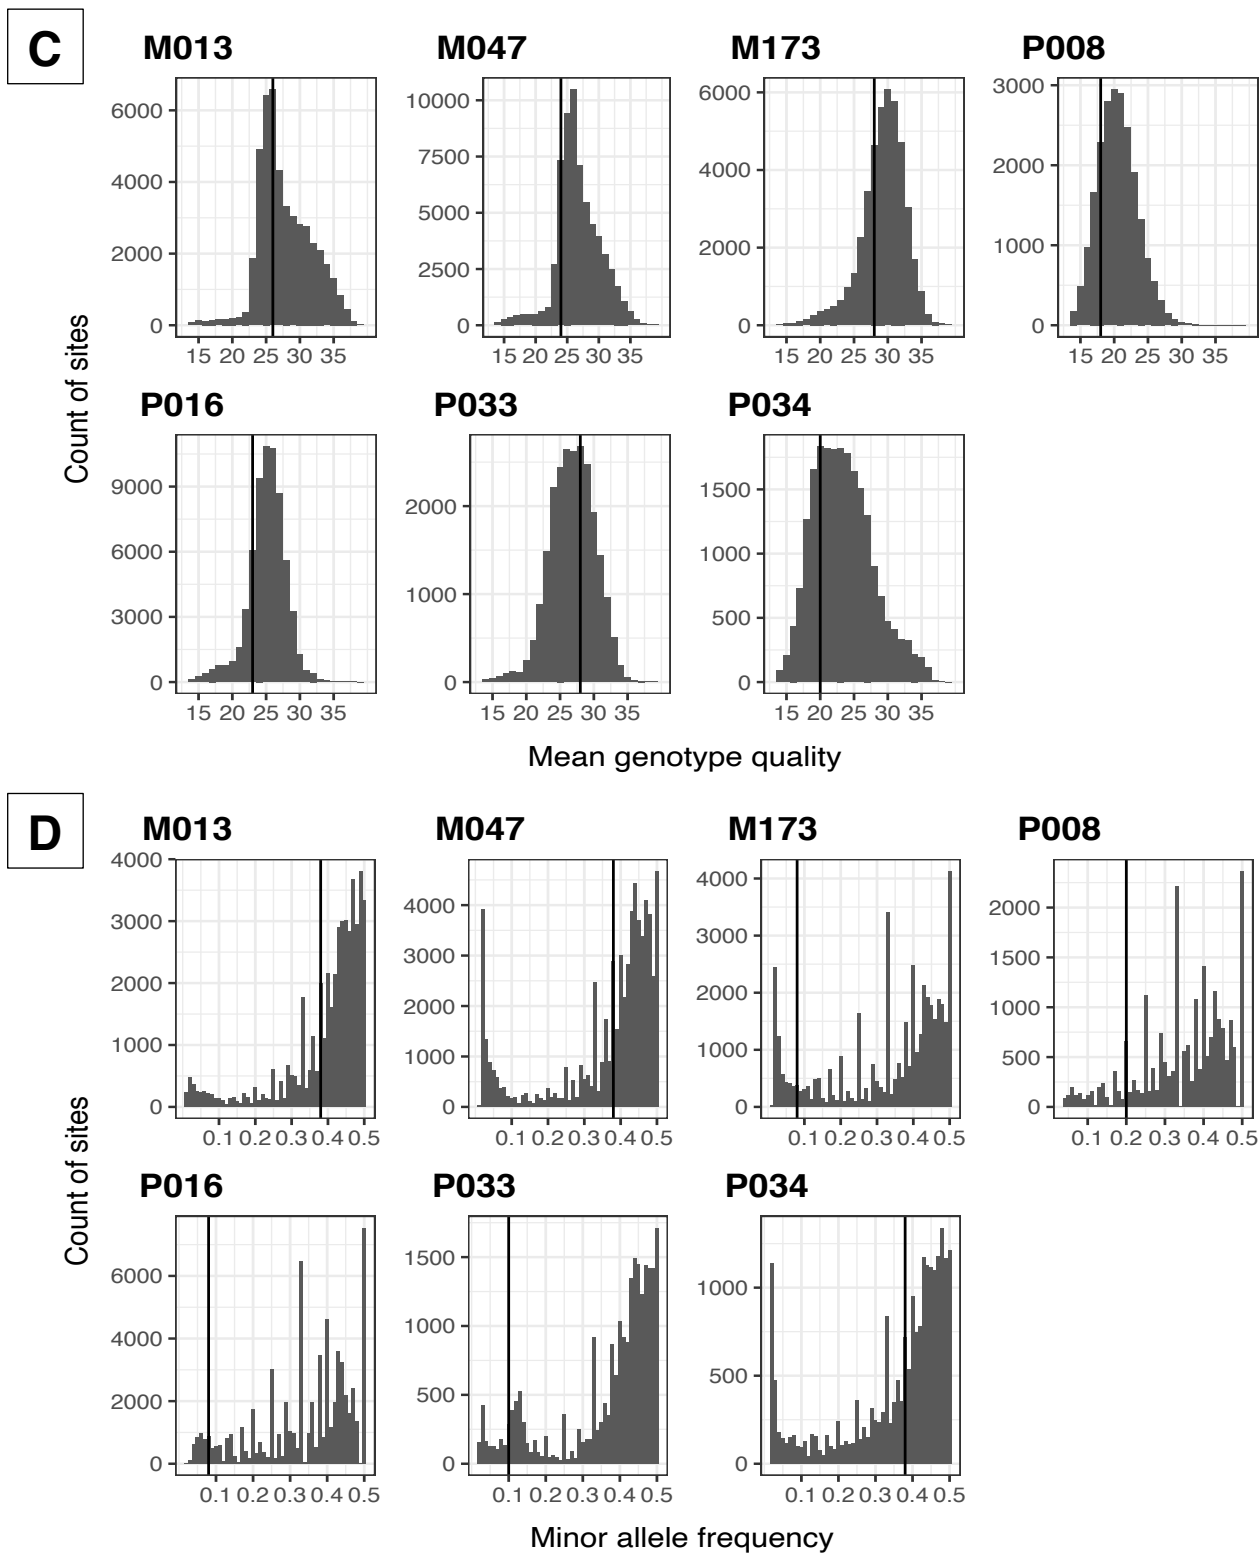 C
M013 M047 M173 P008
6000 4000 2000 0
10000 7500 5000 2500 0
6000 4000 2000 0
3000 2000 1000 0
15 20 25 30 35 15 20 25 30 35 15 20 25 30 35 15 20 25 30 35
Count of sites
P016 P033 P034
9000 6000 3000 0
2000 1000 0
1500 1000 500 0
15 20 25 30 35 15 20 25 30 35 15 20 25 30 35
Mean genotype quality
D
M013 M047 M173 P008
4000 3000 2000 1000 0
4000 3000 2000 1000 0
4000 3000 2000 1000 0
2000 1500 1000 500 0
0.1 0.2 0.3 0.4 0.5 0.1 0.2 0.3 0.4 0.5 0.1 0.2 0.3 0.4 0.5 0.1 0.2 0.3 0.4 0.5
Count of sites
P016 P033 P034
6000 4000 2000 0
1500 1000 500 0
1000 500 0
0.1 0.2 0.3 0.4 0.5 0.1 0.2 0.3 0.4 0.5 0.1 0.2 0.3 0.4 0.5
Minor allele frequency